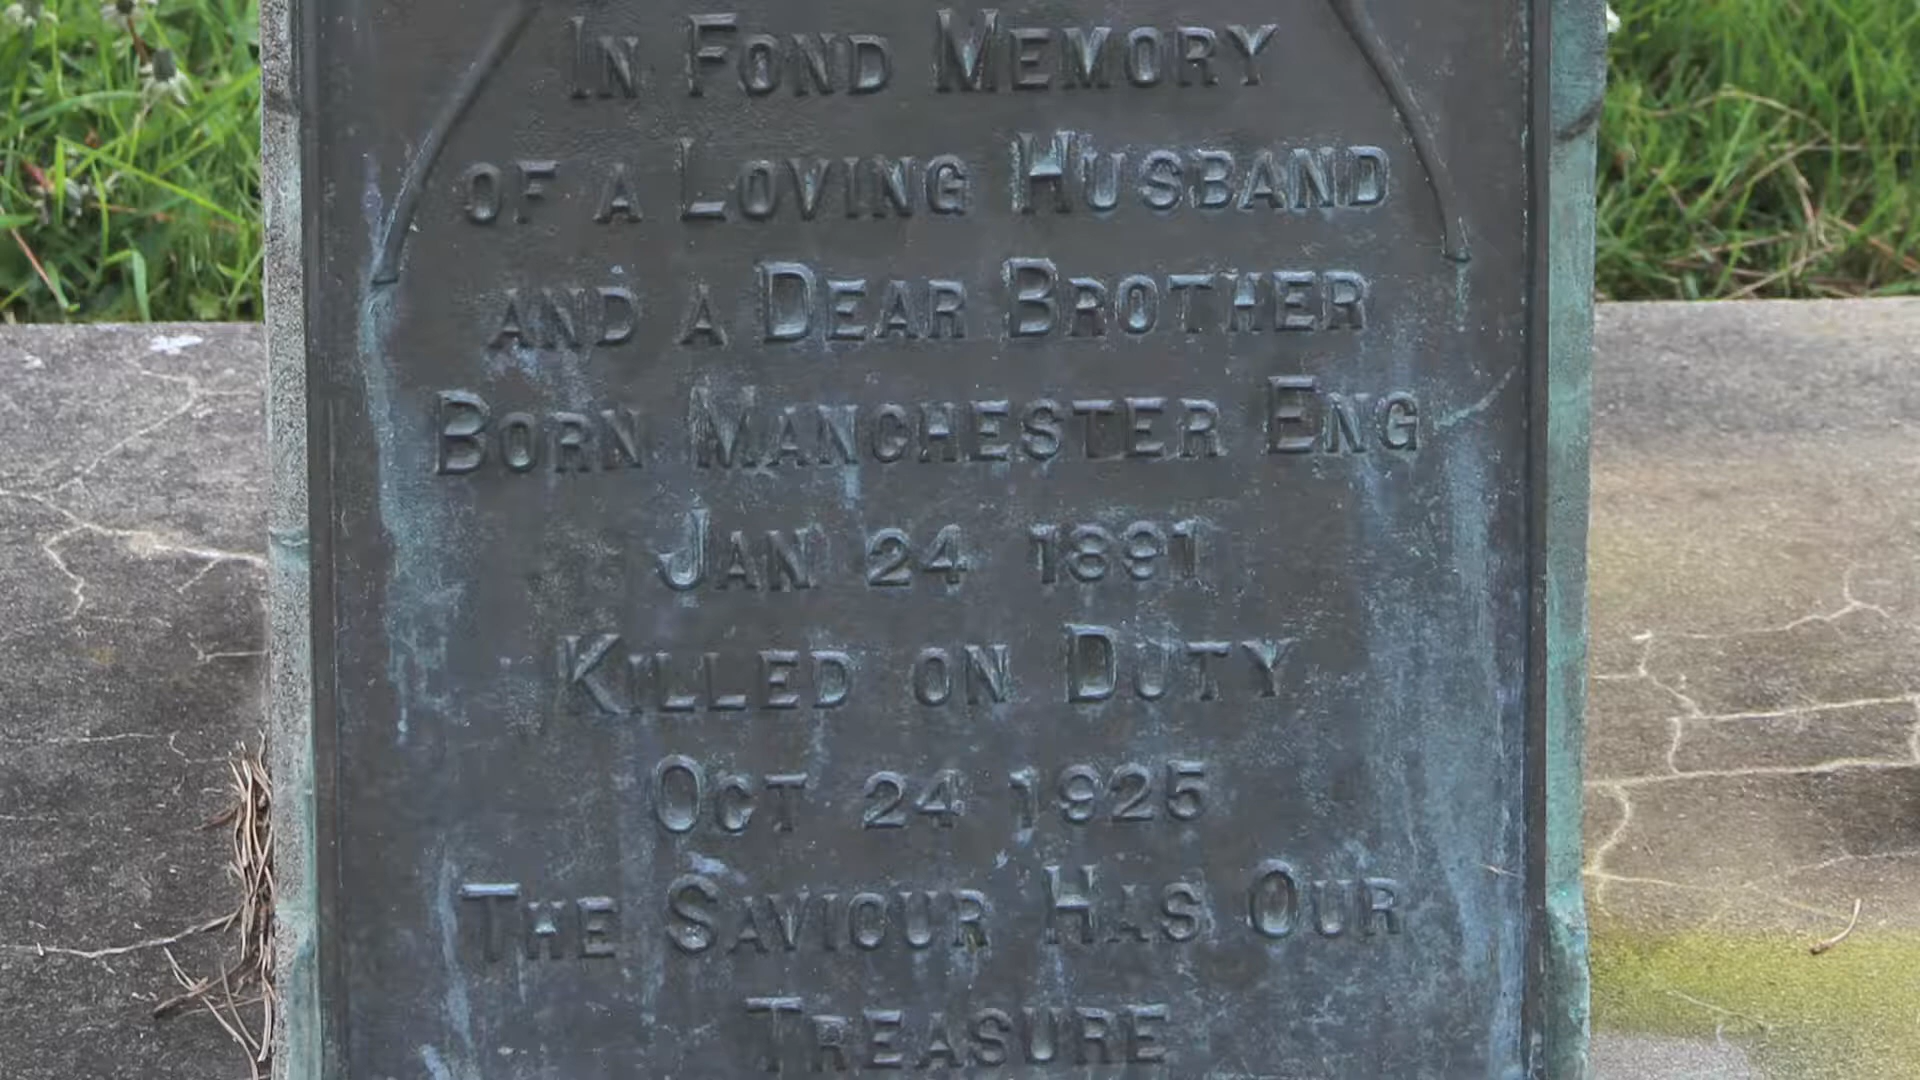 In Fond Memory
of a Loving Husband
and a Dear Brother
Born Manchester Eng
Jan 24 1891
Killed on Duty
Oct 24 1925
The Saviour Has Our
Treasure